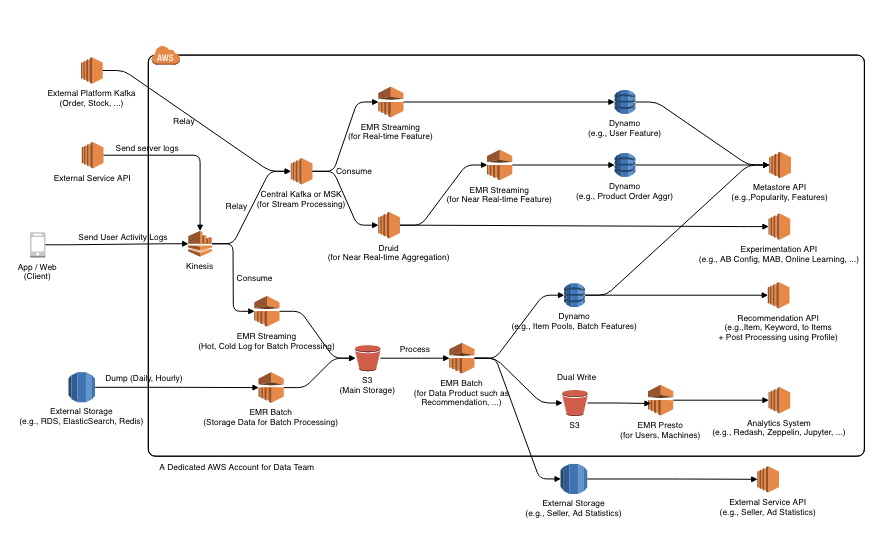 AWS
External Platform Kafka
(Order, Stock, ...)
Relay
EMR Streaming
(for Real-time Feature)
Dynamo
(e.g., User Feature)
Send server logs
External Service API
Consume
Central Kafka or MSK
(for Stream Processing)
Relay
EMR Streaming
(for Near Real-time Feature)
Dynamo
(e.g., Product Order Aggr)
Metastore API
(e.g.,Popularity, Features)
Send User Activity Logs
App / Web
(Client)
Kinesis
Druid
(for Near Real-time Aggregation)
Experimentation API
(e.g., AB Config, MAB, Online Learning, ...)
Consume
EMR Streaming
(Hot, Cold Log for Batch Processing)
Dynamo
(e.g., Item Pools, Batch Features)
Recommendation API
(e.g.,Item, Keyword, to Items
+ Post Processing using Profile)
Process
S3
(Main Storage)
EMR Batch
(for Data Product such as
Recommendation, ...)
Dump (Daily, Hourly)
External Storage
(e.g., RDS, ElasticSearch, Redis)
EMR Batch
(Storage Data for Batch Processing)
Dual Write
S3
EMR Presto
(for Users, Machines)
Analytics System
(e.g., Redash, Zeppelin, Jupyter, ...)
A Dedicated AWS Account for Data Team
External Storage
(e.g., Seller, Ad Statistics)
External Service API
(e.g., Seller, Ad Statistics)